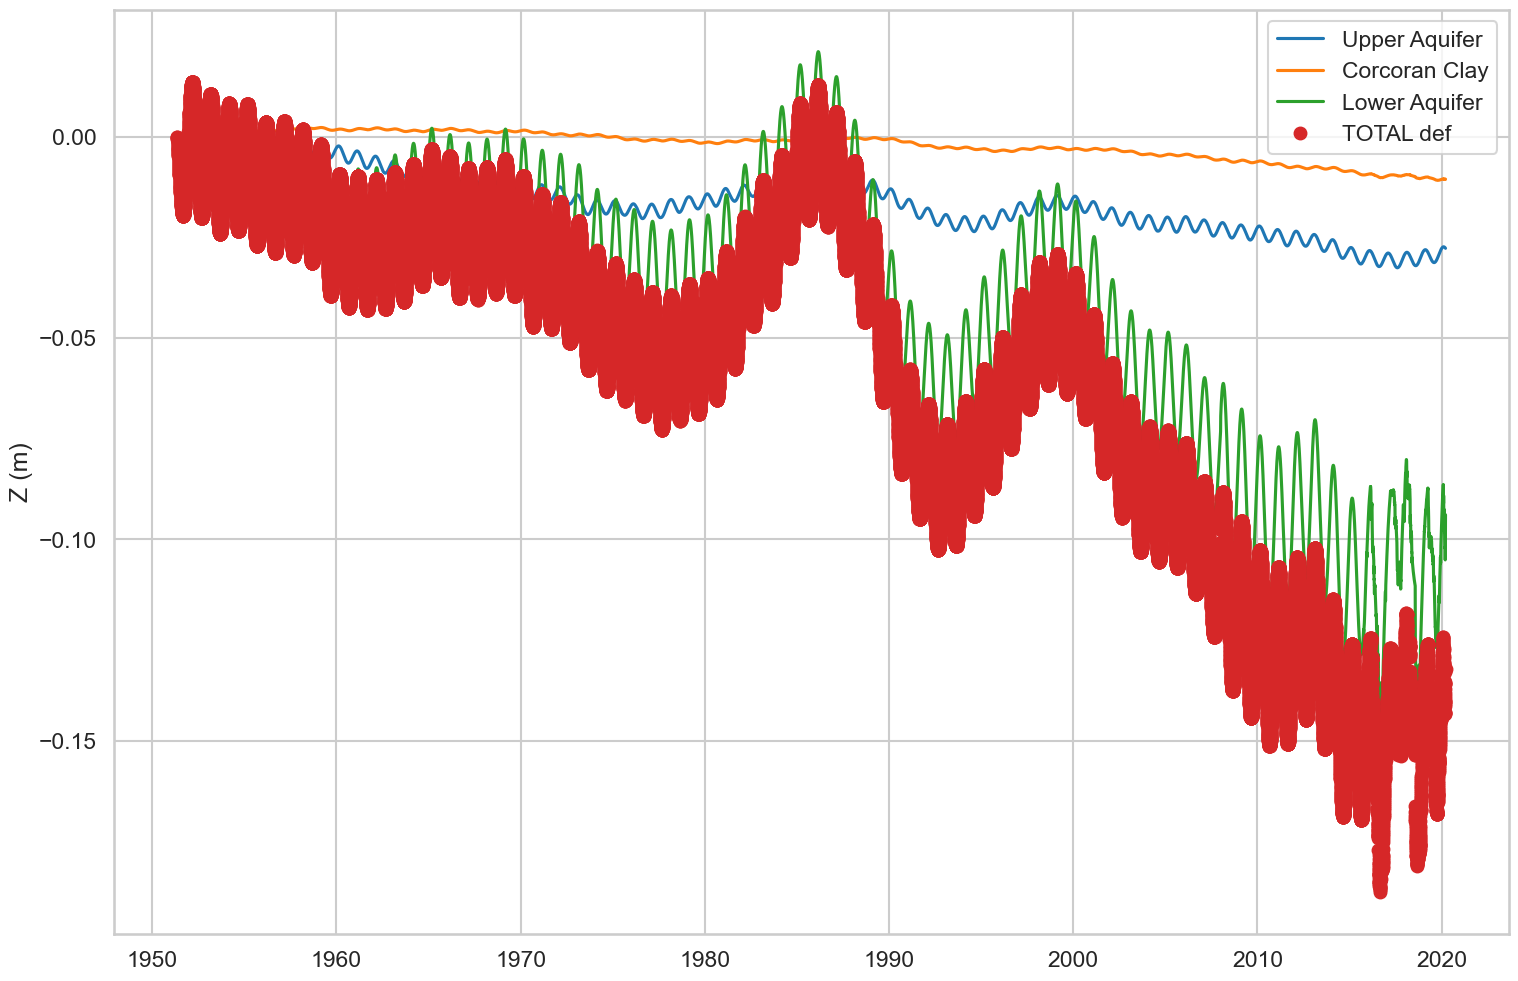 Upper Aquifer
Corcoran Clay
Lower Aquifer
TOTAL def
0.00
−0.05
−0.10
−0.15
Z (m)
1950 1960 1970 1980 1990 2000 2010 2020